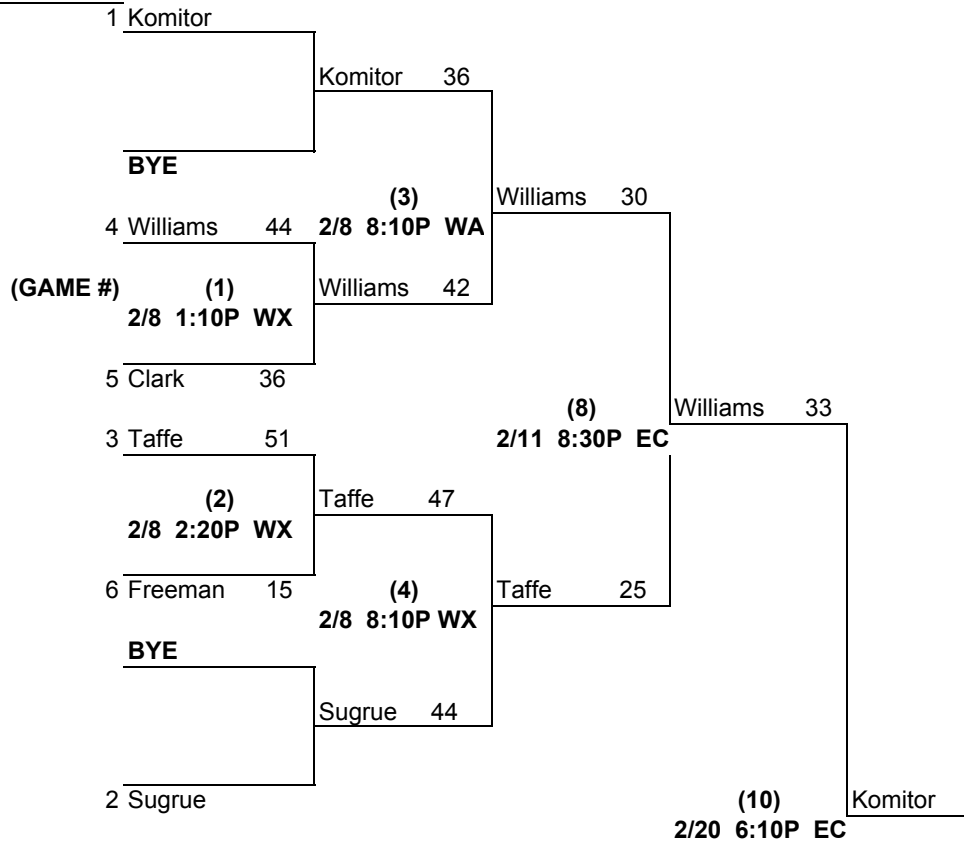 1 Komitor
Komitor 36
BYE
(3) Williams 30
4 Williams 44 2/8 8:10P WA
(GAME #) (1) Williams 42
2/8 1:10P WX
5 Clark 36
(8) Williams 33
3 Taffe 51 2/11 8:30P EC
(2) Taffe 47
2/8 2:20P WX
6 Freeman 15 (4) Taffe 25
2/8 8:10P WX
BYE
Sugrue 44
2 Sugrue (10) Komitor
2/20 6:10P EC